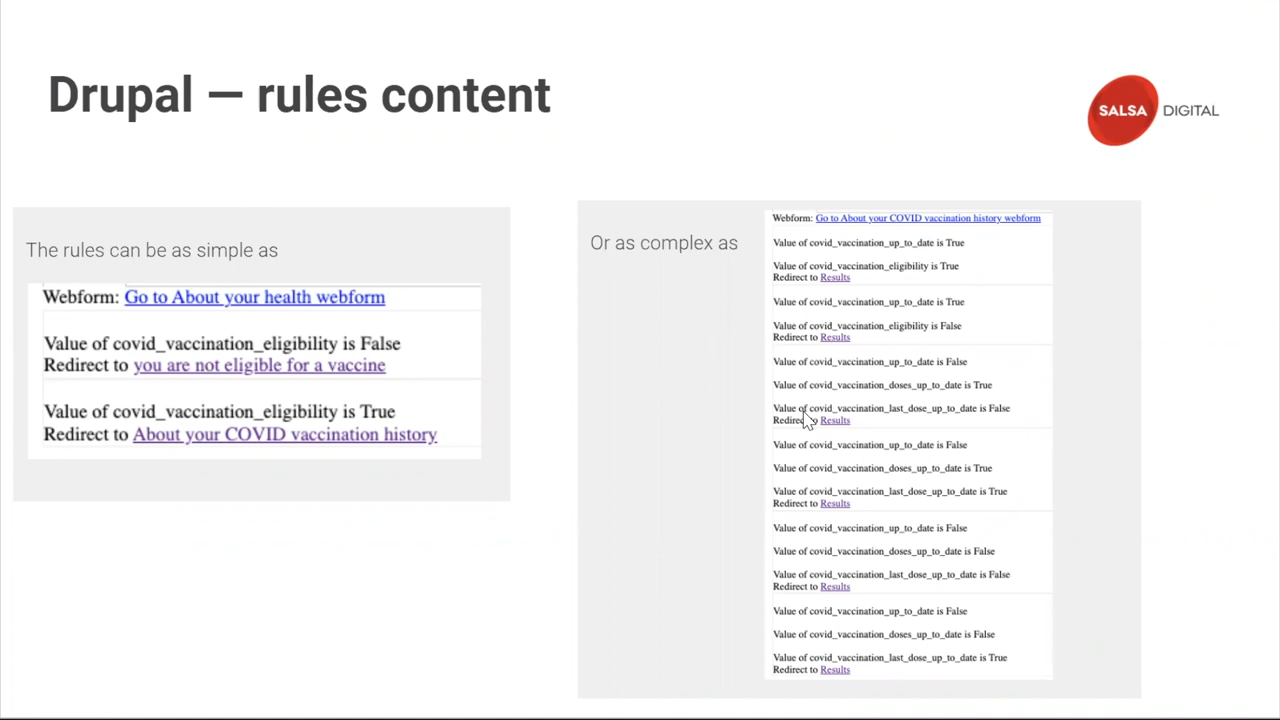 Drupal — rules content
SALSA DIGITAL
The rules can be as simple as
Webform: Go to About your health webform
Value of covid_vaccination_eligibility is False
Redirect to you are not eligible for a vaccine
Value of covid_vaccination_eligibility is True
Redirect to About your COVID vaccination history
Or as complex as
Webform: Go to About your COVID vaccination history webform
Value of covid_vaccination_up_to_date is True
Value of covid_vaccination_eligibility is True
Redirect to Results
Value of covid_vaccination_up_to_date is True
Value of covid_vaccination_eligibility is False
Redirect to Results
Value of covid_vaccination_up_to_date is False
Value of covid_vaccination_doses_up_to_date is True
Value of covid_vaccination_last_dose_up_to_date is False
Redirect to Results
Value of covid_vaccination_up_to_date is False
Value of covid_vaccination_doses_up_to_date is True
Value of covid_vaccination_last_dose_up_to_date is True
Redirect to Results
Value of covid_vaccination_up_to_date is False
Value of covid_vaccination_doses_up_to_date is False
Value of covid_vaccination_last_dose_up_to_date is False
Redirect to Results
Value of covid_vaccination_up_to_date is False
Value of covid_vaccination_doses_up_to_date is False
Value of covid_vaccination_last_dose_up_to_date is True
Redirect to Results